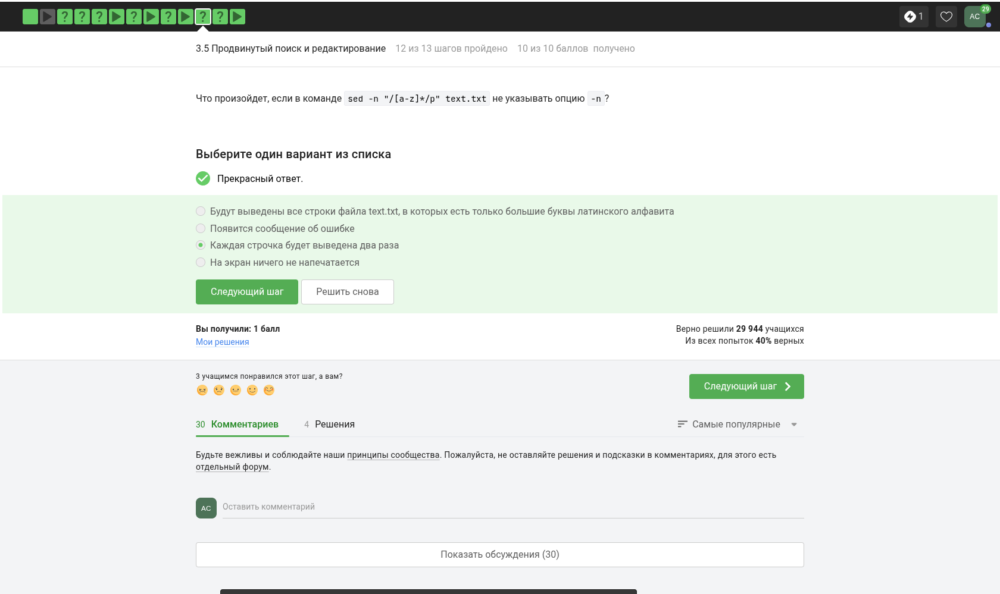 ? ? ? ? ? ? ?
1
AC
29
3.5 Продвинутый поиск и редактирование 12 из 13 шагов пройдено 10 из 10 баллов получено
Что произойдет, если в команде sed -n "/[a-z]*/p" text.txt не указывать опцию -n?
Выберите один вариант из списка
Прекрасный ответ.
Будут выведены все строки файла text.txt, в которых есть только большие буквы латинского алфавита
Появится сообщение об ошибке
Каждая строчка будет выведена два раза
На экран ничего не напечатается
Следующий шаг Решить снова
Вы получили: 1 балл
Мои решения
Верно решили 29 944 учащихся
Из всех попыток 40% верных
3 учащимся понравился этот шаг, а вам?
Следующий шаг
30 Комментариев 4 Решения Самые популярные
Будьте вежливы и соблюдайте наши принципы сообщества. Пожалуйста, не оставляйте решения и подсказки в комментариях, для этого есть
отдельный форум.
AC Оставить комментарий
Показать обсуждения (30)